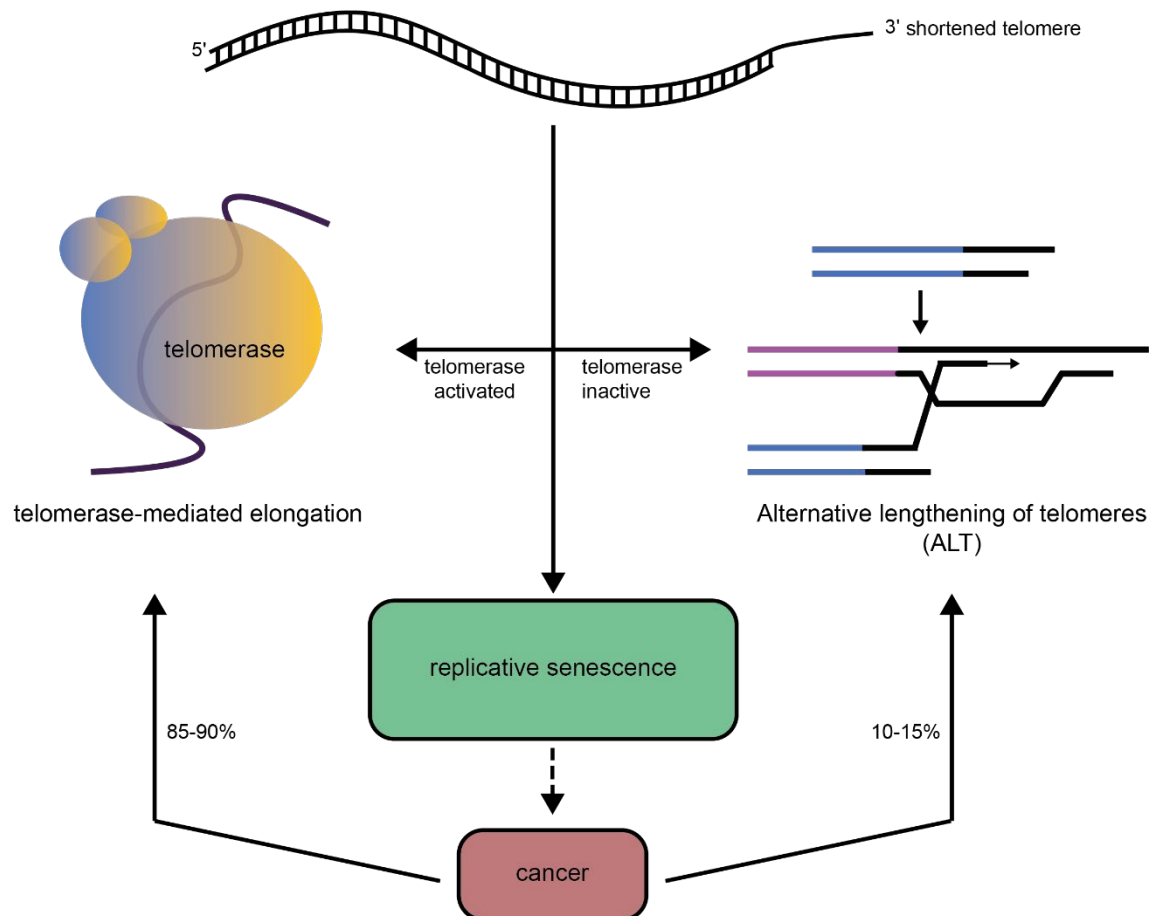 5'
3' shortened telomere
telomerase
telomerase
activated
telomerase
inactive
telomerase-mediated elongation
Alternative lengthening of telomeres
(ALT)
replicative senescence
85-90%
10-15%
cancer